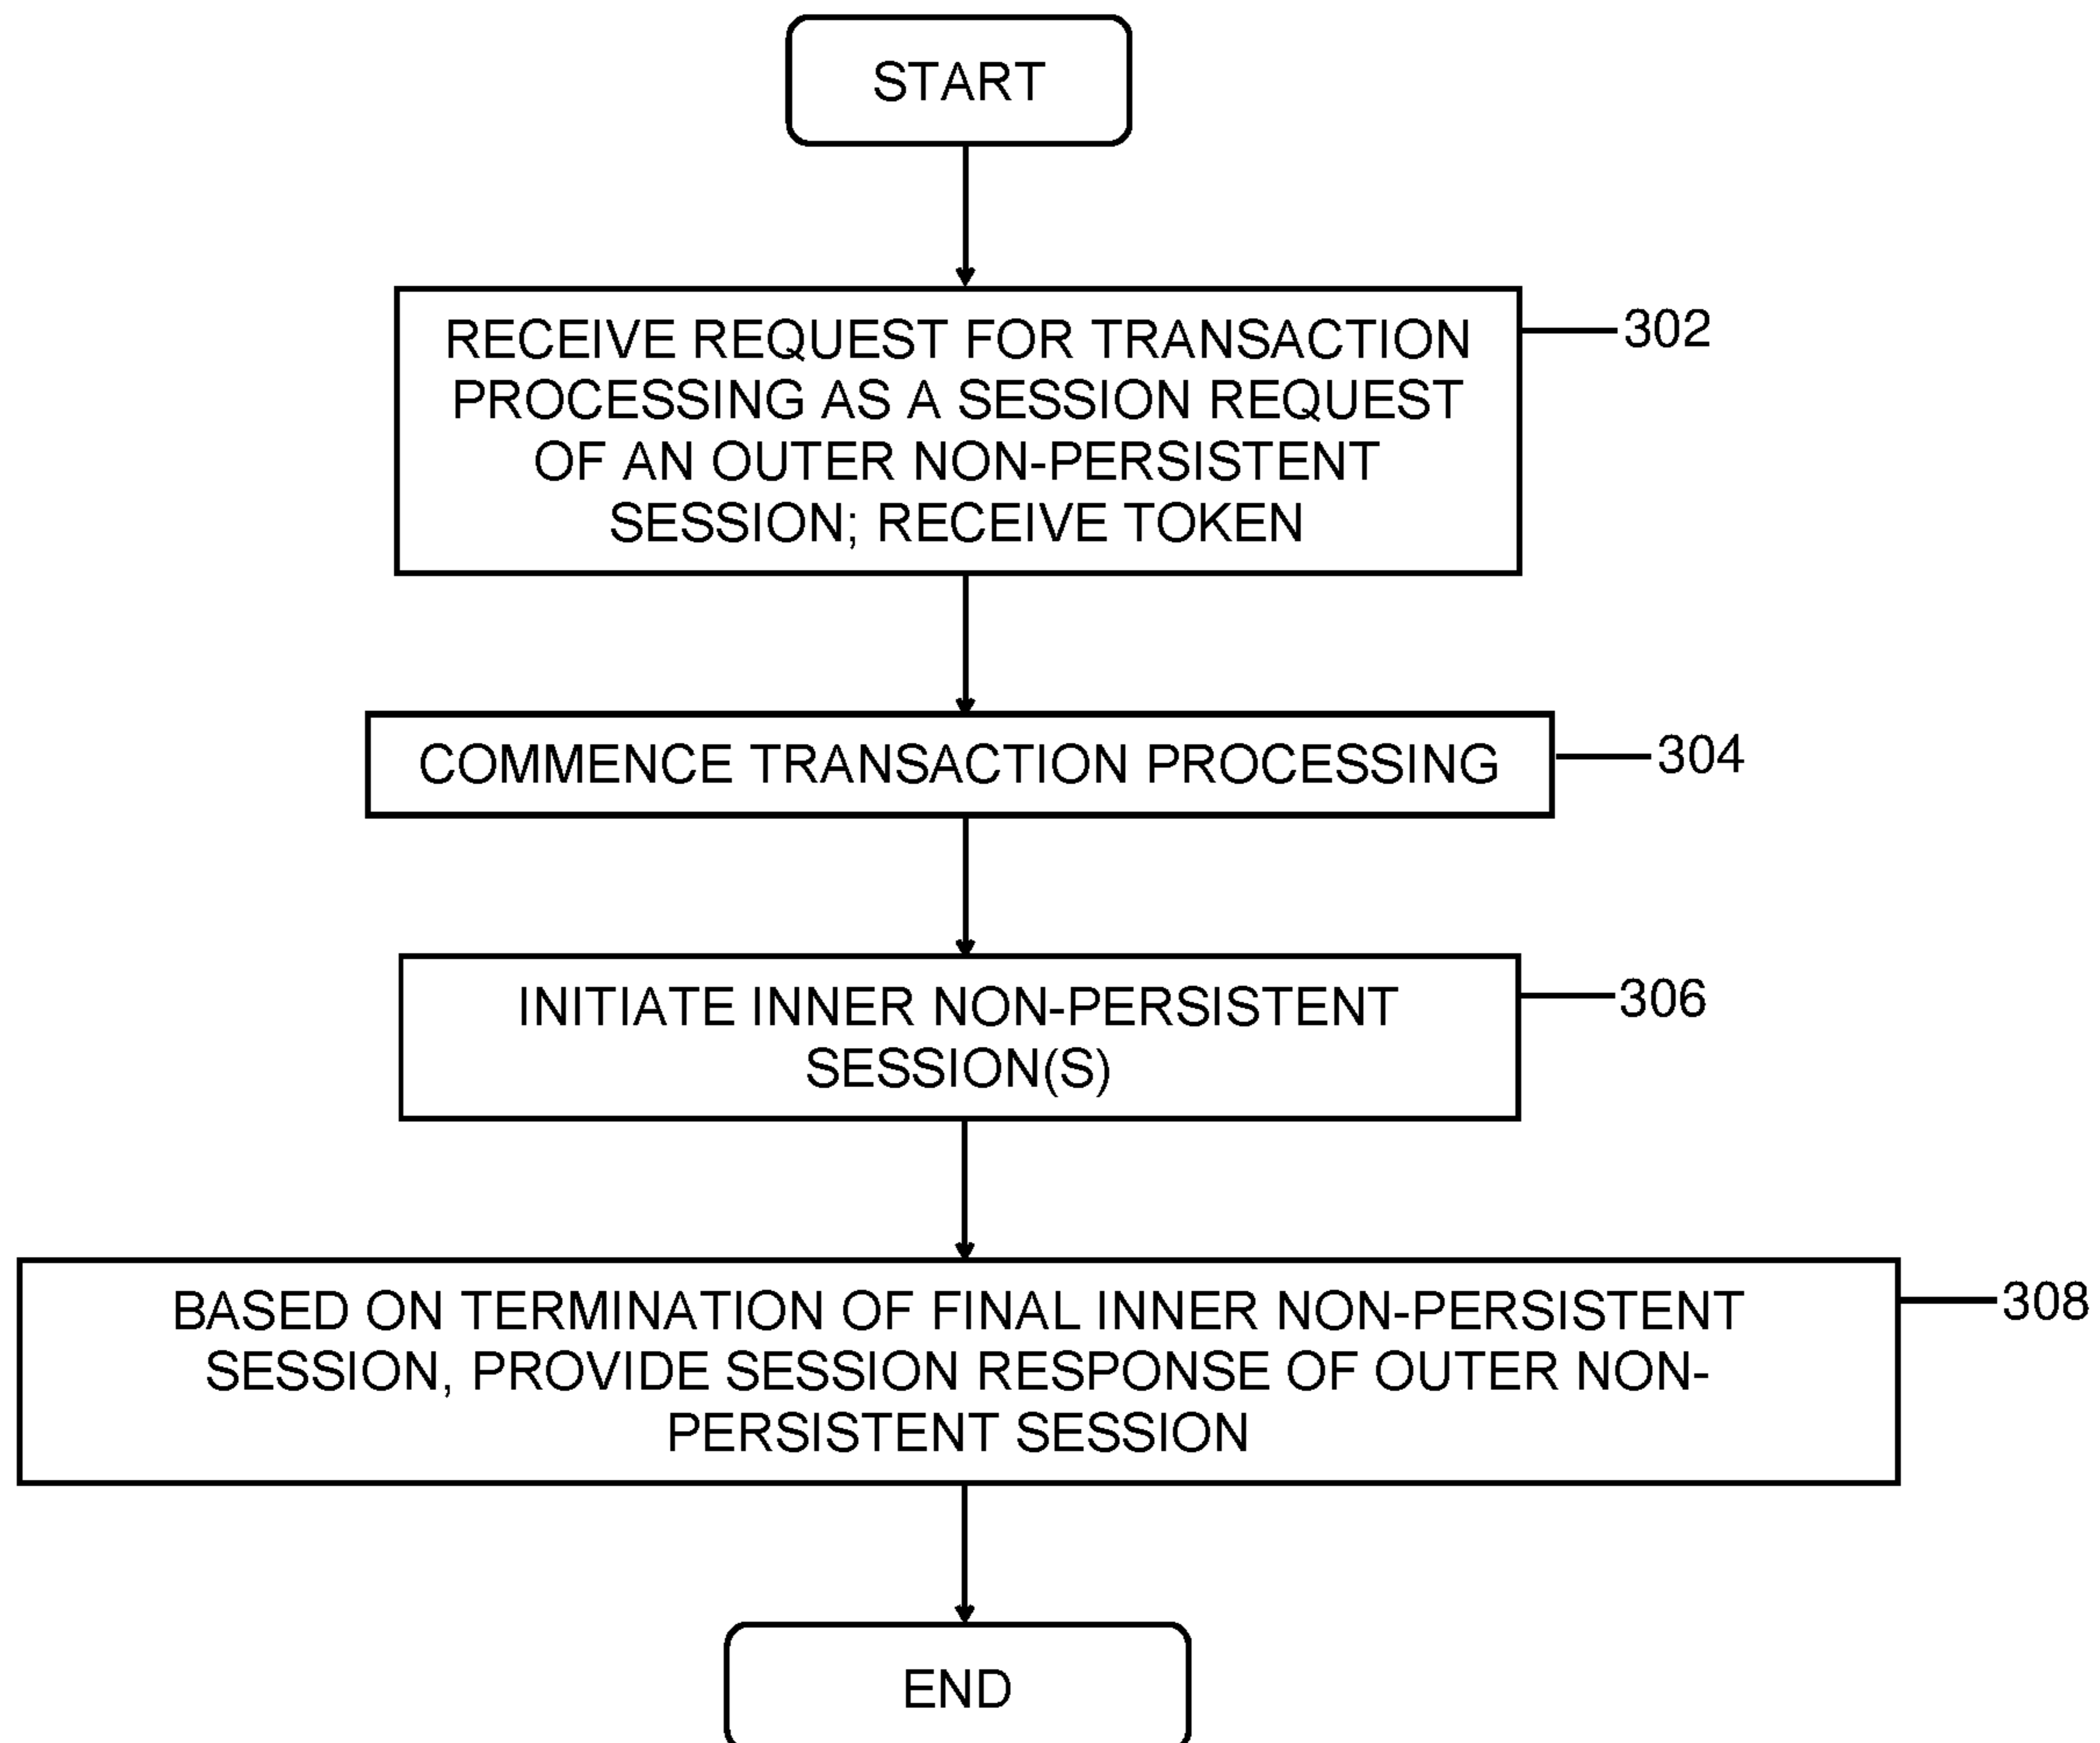 START
RECEIVE REQUEST FOR TRANSACTION
PROCESSING AS A SESSION REQUEST
OF AN OUTER NON-PERSISTENT
SESSION; RECEIVE TOKEN
302
COMMENCE TRANSACTION PROCESSING
304
INITIATE INNER NON-PERSISTENT
SESSION(S)
306
BASED ON TERMINATION OF FINAL INNER NON-PERSISTENT
SESSION, PROVIDE SESSION RESPONSE OF OUTER NON-
PERSISTENT SESSION
308
END